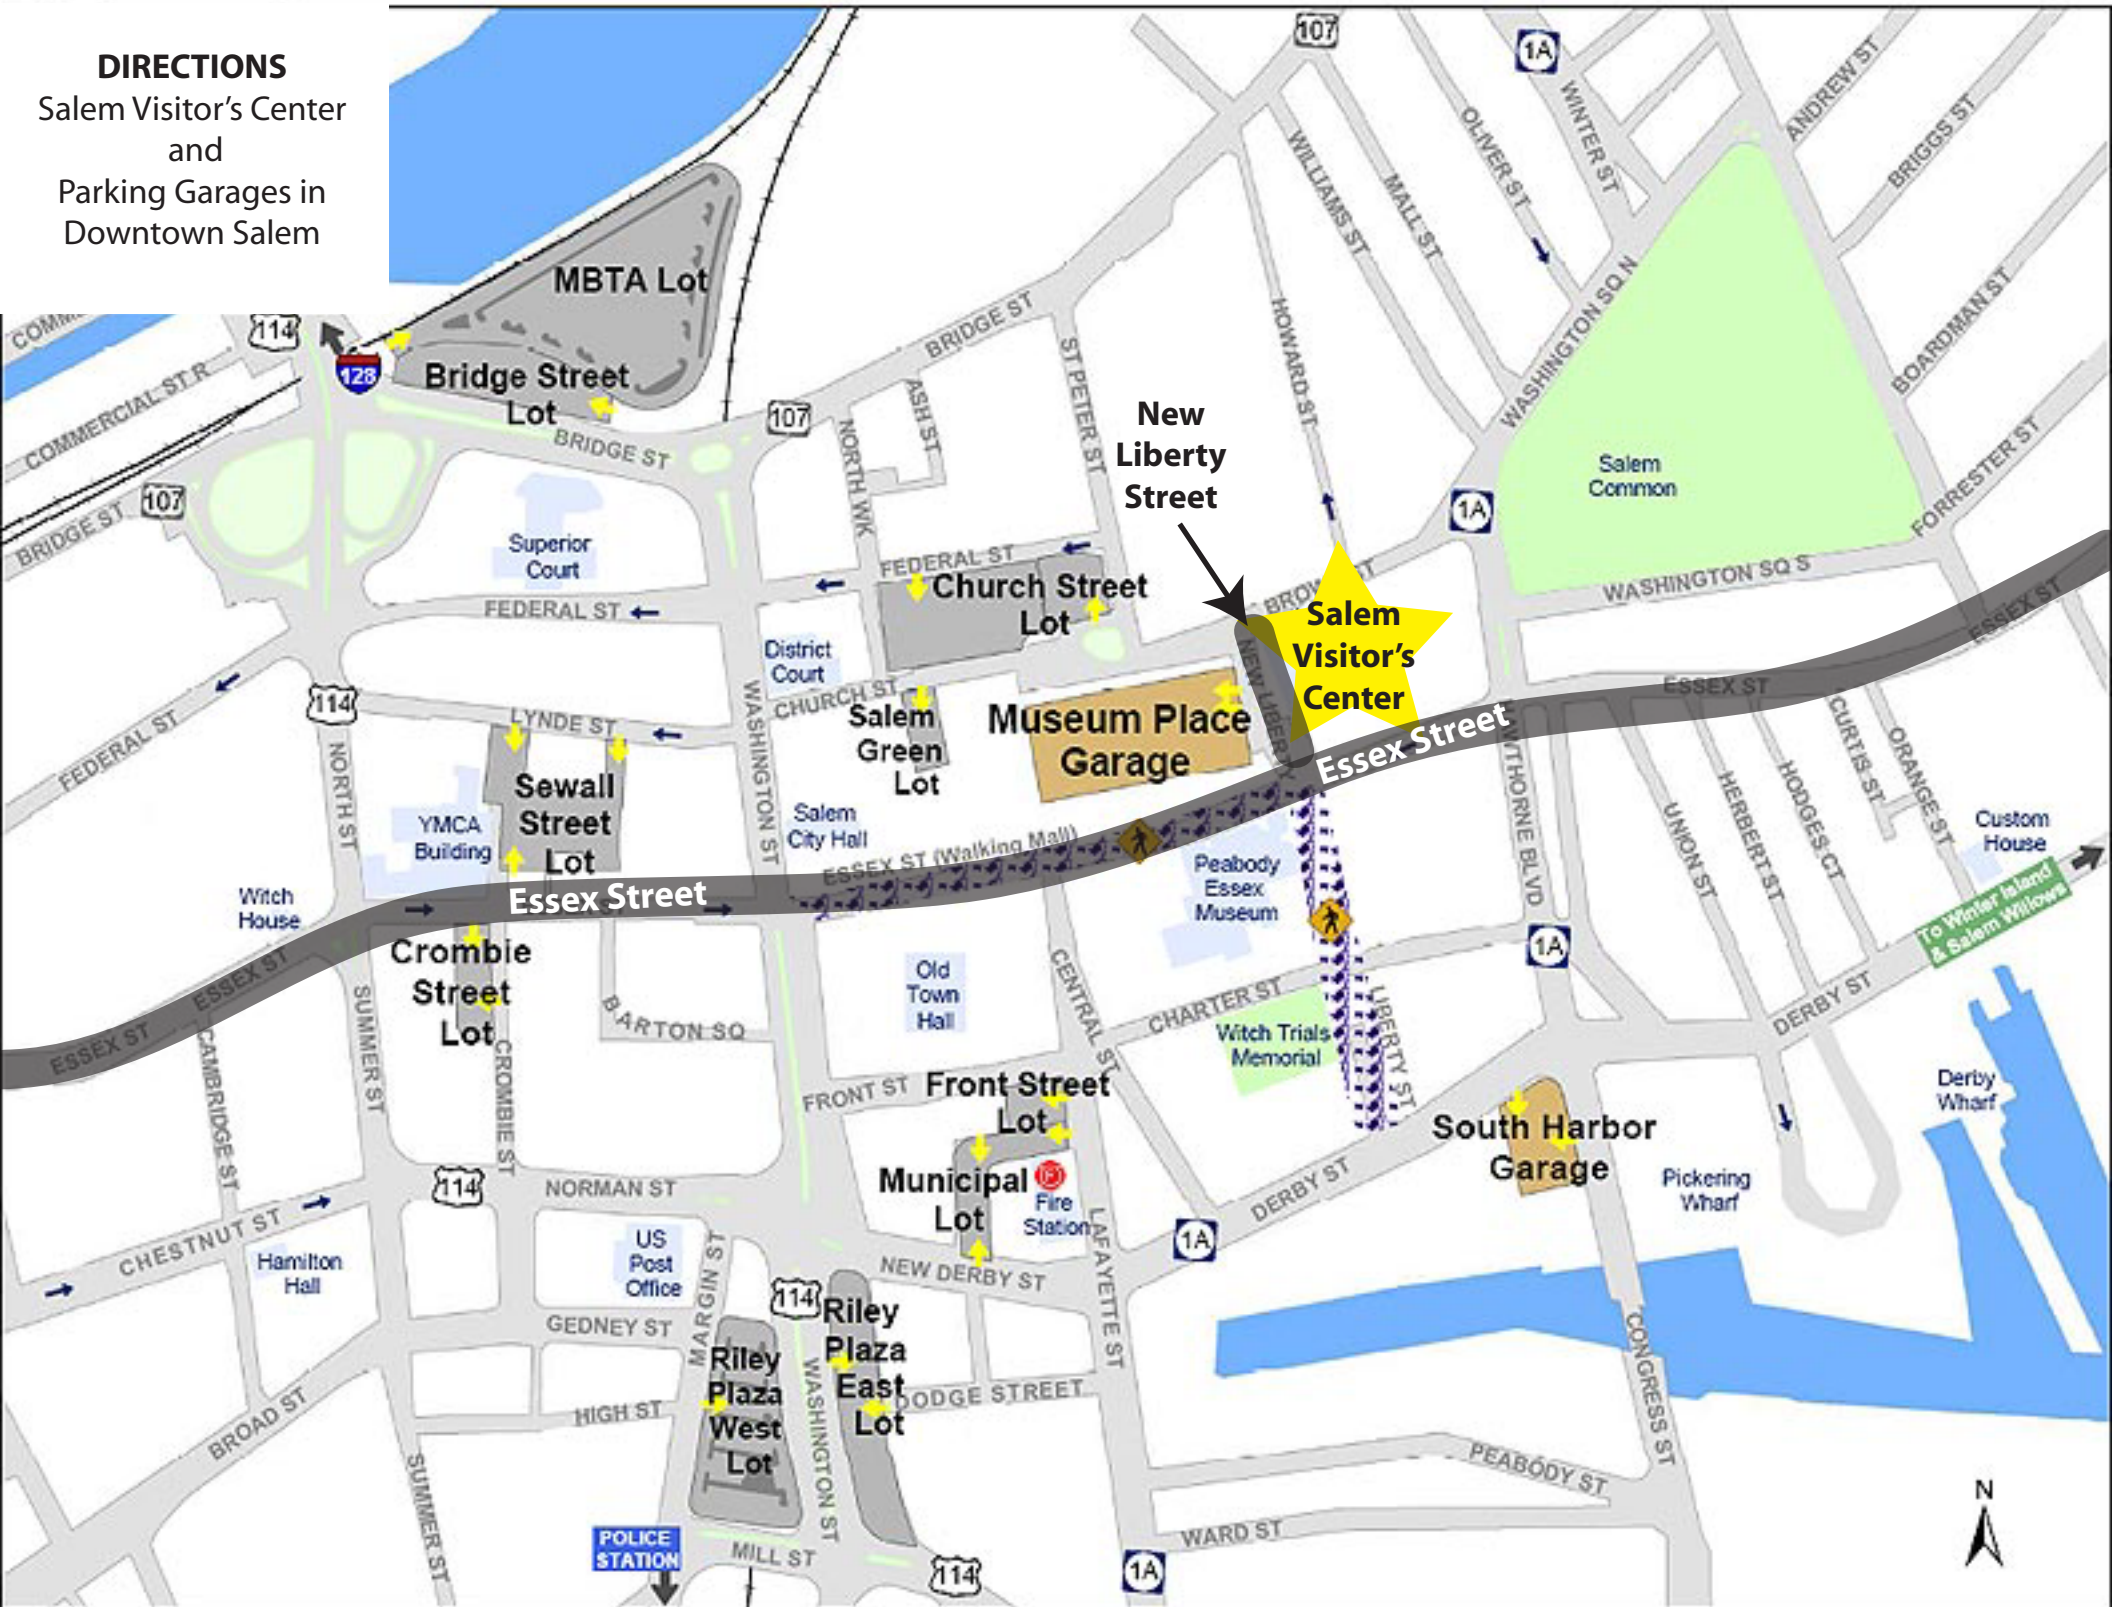 DIRECTIONS
Salem Visitor's Center
and
Parking Garages in
Downtown Salem
107
1A
WINTER ST
ANDREW ST
BRIGGS ST
OLIVER ST
WILLIAMS ST
MALL ST
MBTA Lot
114
128
COMMERCIAL ST R
Bridge Street
Lot
BRIDGE ST
107
BRIDGE ST
ASH ST
ST PETER ST
HOWARD ST
WASHINGTON SQ N
BOARDMAN ST
New
Liberty
Street
NORTH WK
Salem
Common
1A
FORRESTER ST
107
BRIDGE ST
Superior
Court
FEDERAL ST
FEDERAL ST
Church Street
Lot
BROWN ST
WASHINGTON SQ S
ESSEX ST
Salem
Visitor's
Center
NEW LIBERTY
District
Court
CHURCH ST
114
LYNDE ST
FEDERAL ST
NORTH ST
WASHINGTON ST
Salem
Green
Lot
Museum Place
Garage
Essex Street
ESSEX ST
HAWTHORNE BLVD
CURTIS ST
ORANGE ST
HODGES CT
HERBERT ST
UNION ST
Custom
House
Sewall
Street
Lot
YMCA
Building
Salem
City Hall
ESSEX ST (Walking Mall)
Peabody
Essex
Museum
To Winter Island
& Salem Willows
Witch
House
Essex Street
Crombie
Street
Lot
ESSEX ST
ESSEX ST
SUMMER ST
BARTON SQ
Old
Town
Hall
CENTRAL ST
CHARTER ST
1A
Witch Trials
Memorial
LIBERTY ST
DERBY ST
CAMBRIDGE ST
CROMBIE ST
FRONT ST
Front Street
Lot
South Harbor
Garage
Derby
Wharf
Pickering
Wharf
114
NORMAN ST
Municipal
Lot
F
Fire
Station
DERBY ST
1A
CHESTNUT ST
Hamilton
Hall
US
Post
Office
MARGIN ST
NEW DERBY ST
LAFAYETTE ST
114
Riley
Plaza
East
Lot
GEDNEY ST
Riley
Plaza
West
Lot
WASHINGTON ST
DODGE STREET
CONGRESS ST
HIGH ST
BROAD ST
SUMMER ST
PEABODY ST
WARD ST
POLICE
STATION
MILL ST
114
1A
N